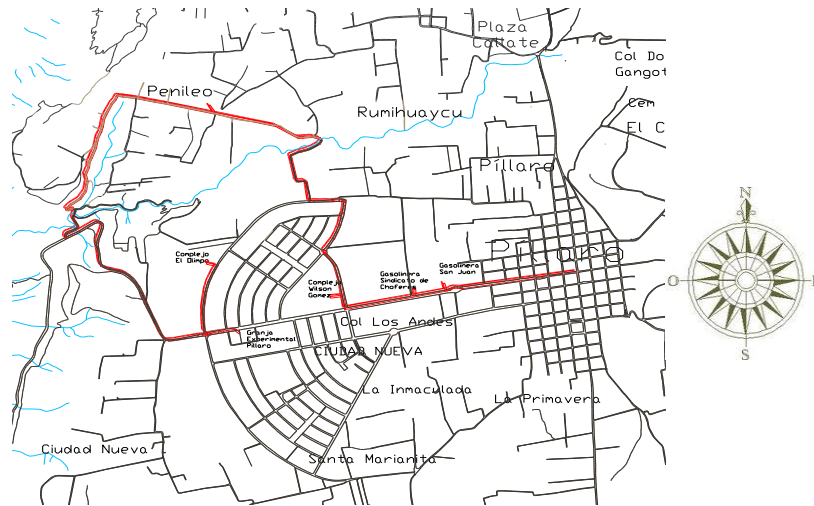 Plaza
Callate
Col Do
Gangot
Penileo
Rumihuaycu
Cem
El C
Píllaro
N
Complejo
El Olimpo
Gasolinera
Sindicato de
Choferes
Gasolinera
San Juan
Píllaro
Complejo
Wilson
Gomez
O
E
Col Los Andes
Granja
Experimental
Pillaro
CIUDAD NUEVA
S
La Inmaculada
La Primavera
Ciudad Nueva
Santa Marianita